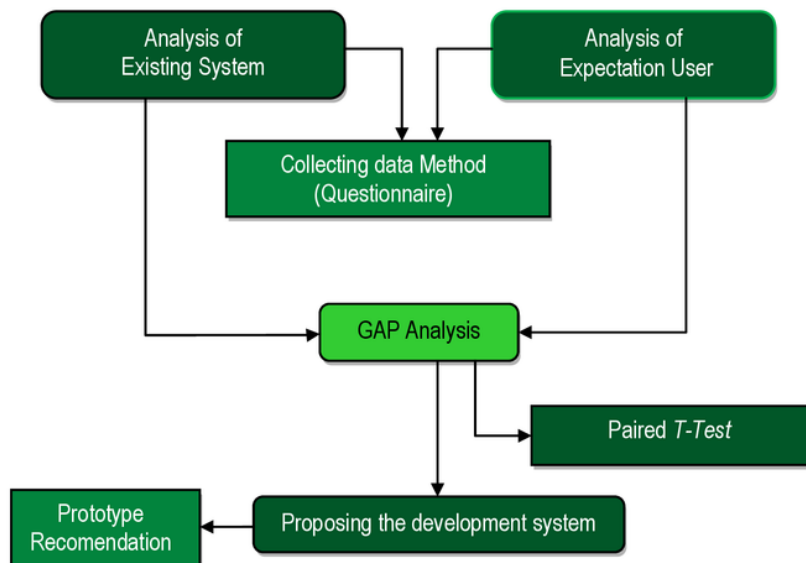 Analysis of
Existing System
Analysis of
Expectation User
Collecting data Method
(Questionnaire)
GAP Analysis
Paired T-Test
Prototype
Recomendation
Proposing the development system